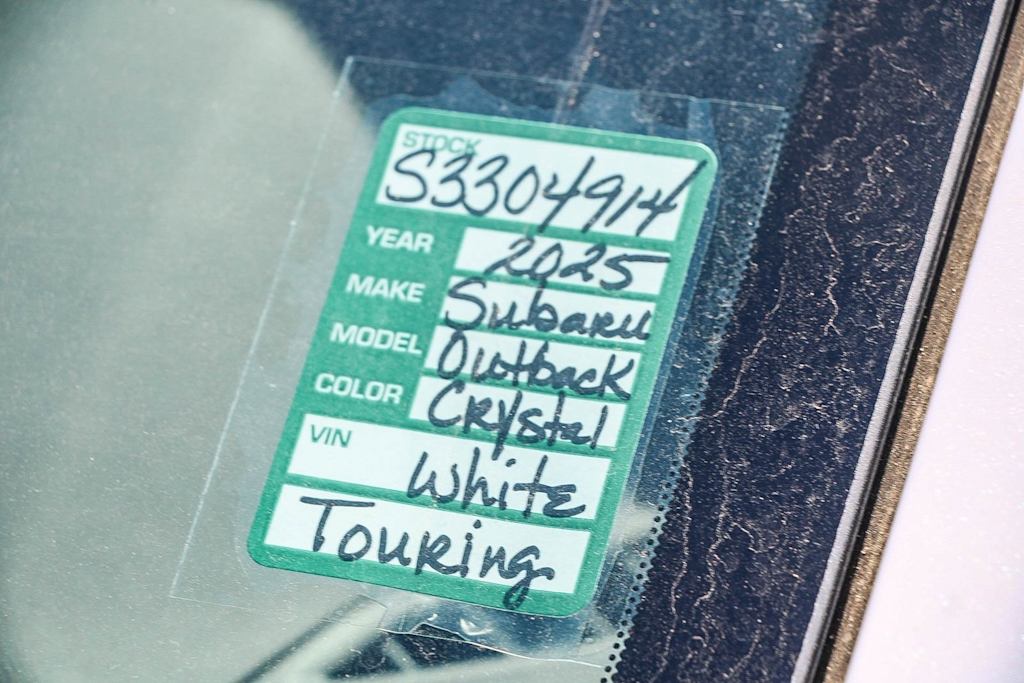 STOCK
S3304914
YEAR 2025
MAKE Subaru
MODEL Outback
COLOR Crystal
VIN White
Touring